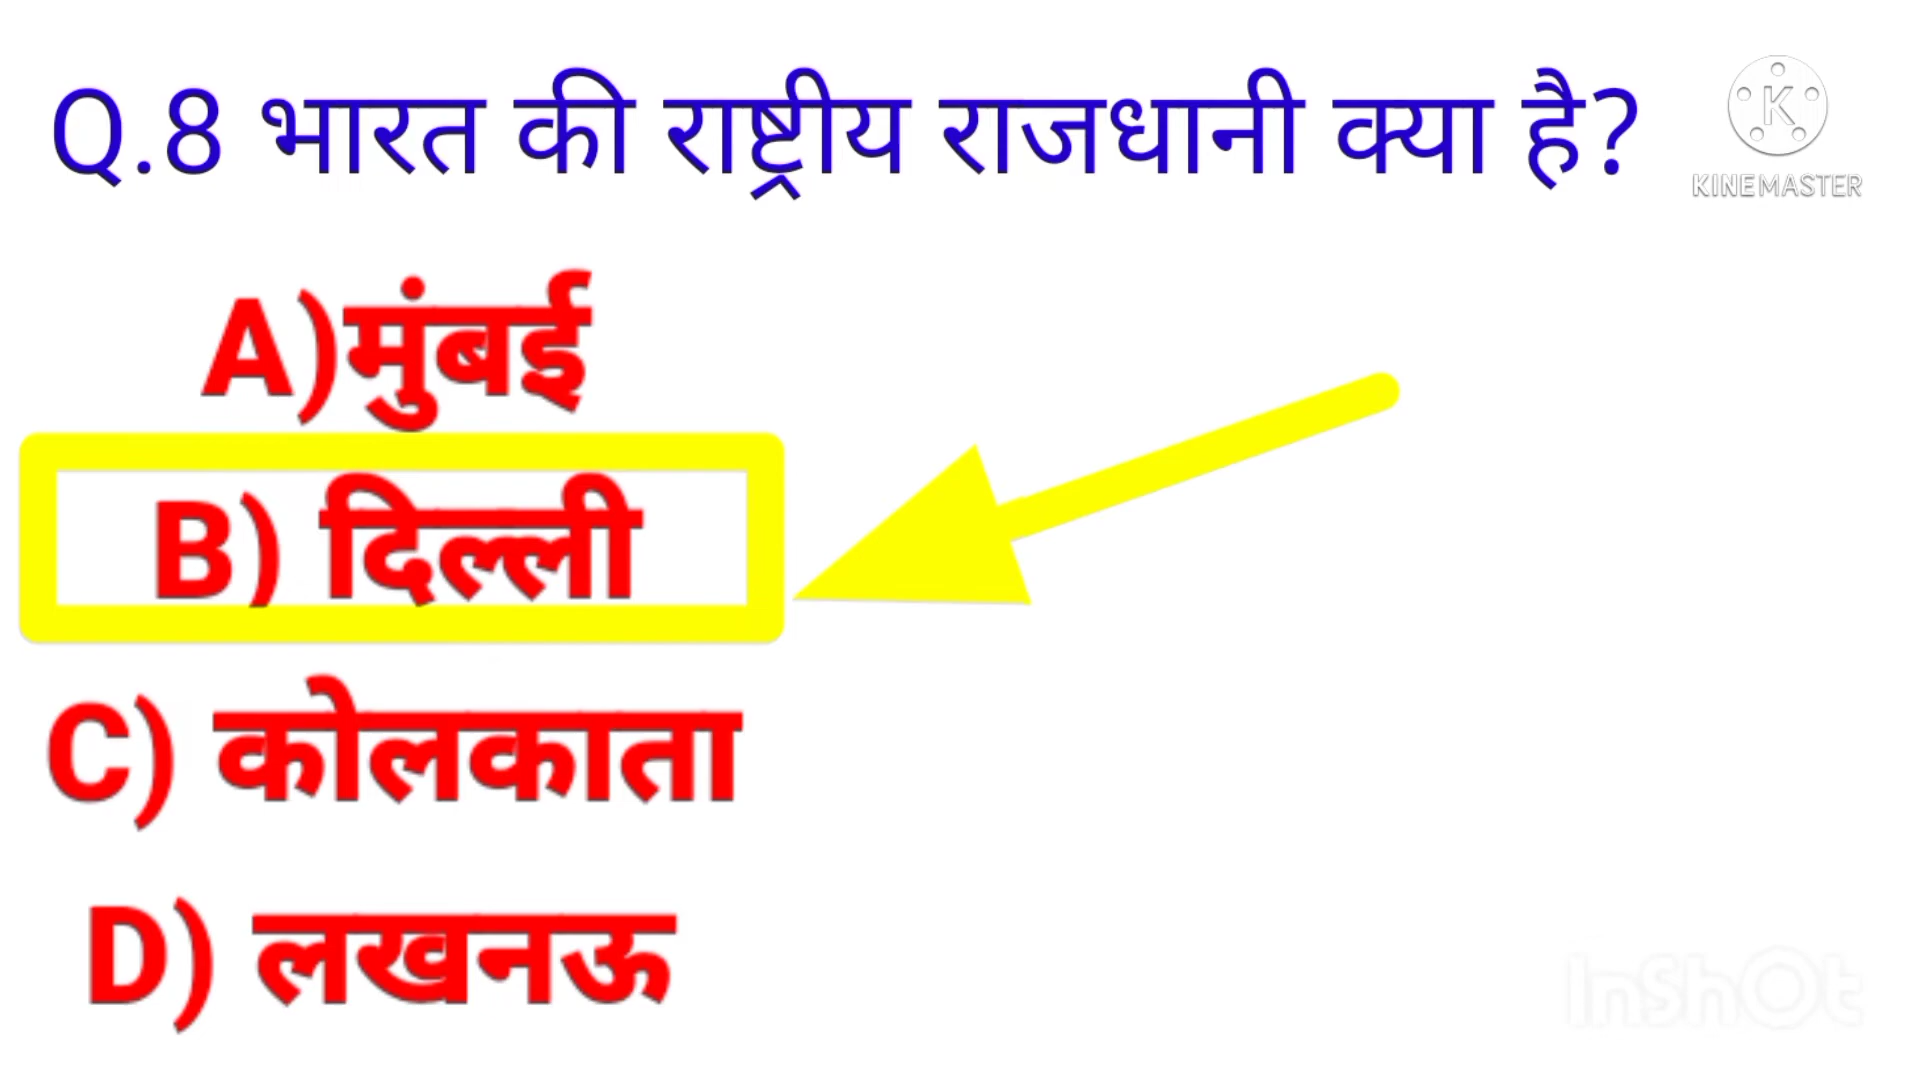 Q.8 भारत की राष्ट्रीय राजधानी क्या है?
KINEMASTER
A)मुंबई
B) दिल्ली
C) कोलकाता
D) लखनऊ
InShOt